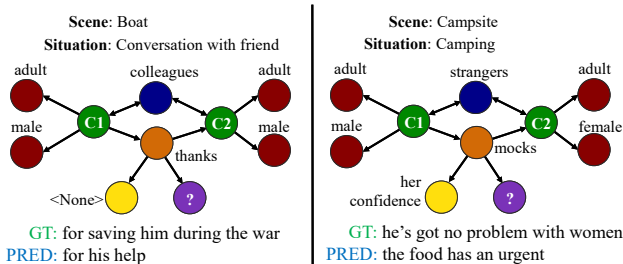 Scene: Boat
Situation: Conversation with friend
adult
colleagues
adult
C1
C2
male
male
thanks
<None>
?
GT: for saving him during the war
PRED: for his help
Scene: Campsite
Situation: Camping
adult
strangers
adult
C1
C2
male
female
mocks
her
confidence
?
GT: he's got no problem with women
PRED: the food has an urgent